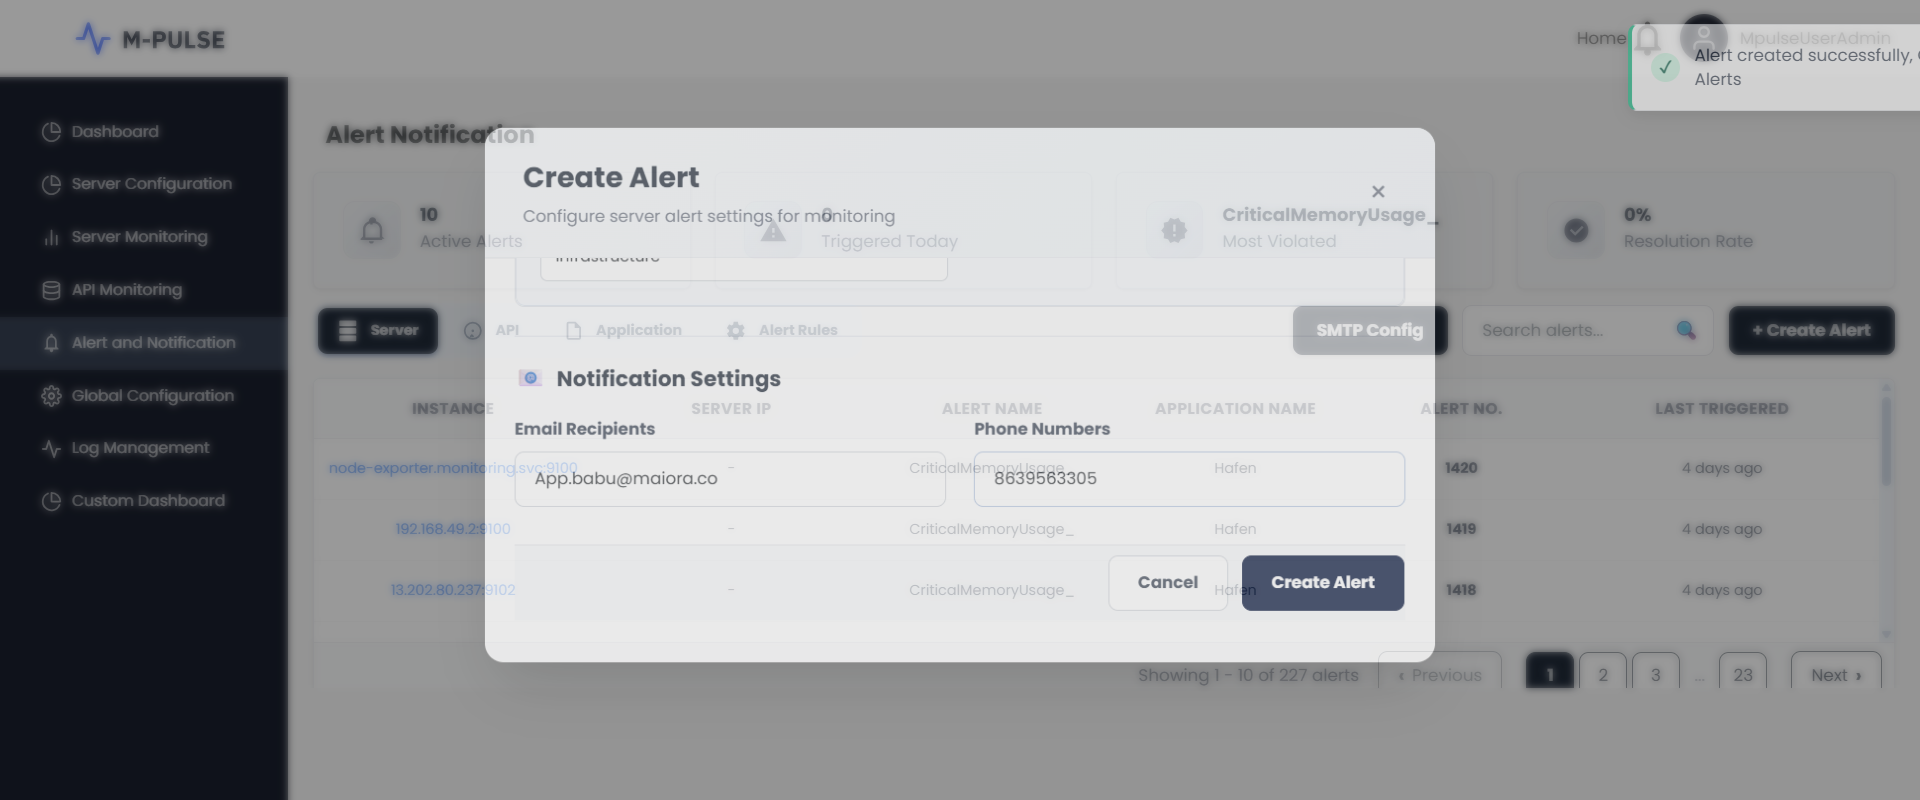 M-PULSE
Home
MpulseUserAdmin
Alert created successfully,
Alerts
Dashboard
Server Configuration
Server Monitoring
API Monitoring
Alert and Notification
Global Configuration
Log Management
Custom Dashboard
Alert Notification
Create Alert
Configure server alert settings for monitoring
10
Active Alerts
Triggered Today
CriticalMemoryUsage_
Most Violated
0%
Resolution Rate
Infrastructure
Server
API
Application
Alert Rules
SMTP Config
Search alerts...
+ Create Alert
Notification Settings
INSTANCE SERVER IP ALERT NAME APPLICATION NAME ALERT NO. LAST TRIGGERED
Email Recipients Phone Numbers
node-exporter.monitoring.svc:9100 - CriticalMemoryUsage_ Hafen 1420 4 days ago
App.babu@maiora.co 8639563305
192.168.49.2:9100 - CriticalMemoryUsage_ Hafen 1419 4 days ago
13.202.80.237:9102 - CriticalMemoryUsage_ Hafen 1418 4 days ago
Cancel Create Alert
Showing 1 - 10 of 227 alerts ‹ Previous 1 2 3 ... 23 Next ›